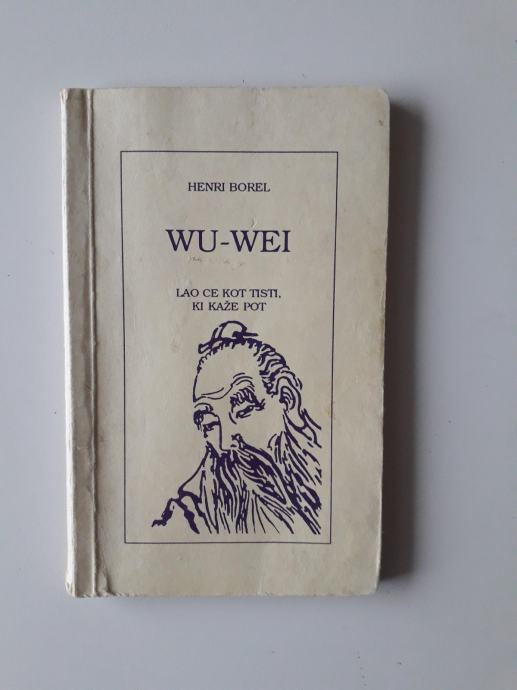 HENRI BOREL
WU-WEI
LAO CE KOT TISTI,
KI KAŽE POT